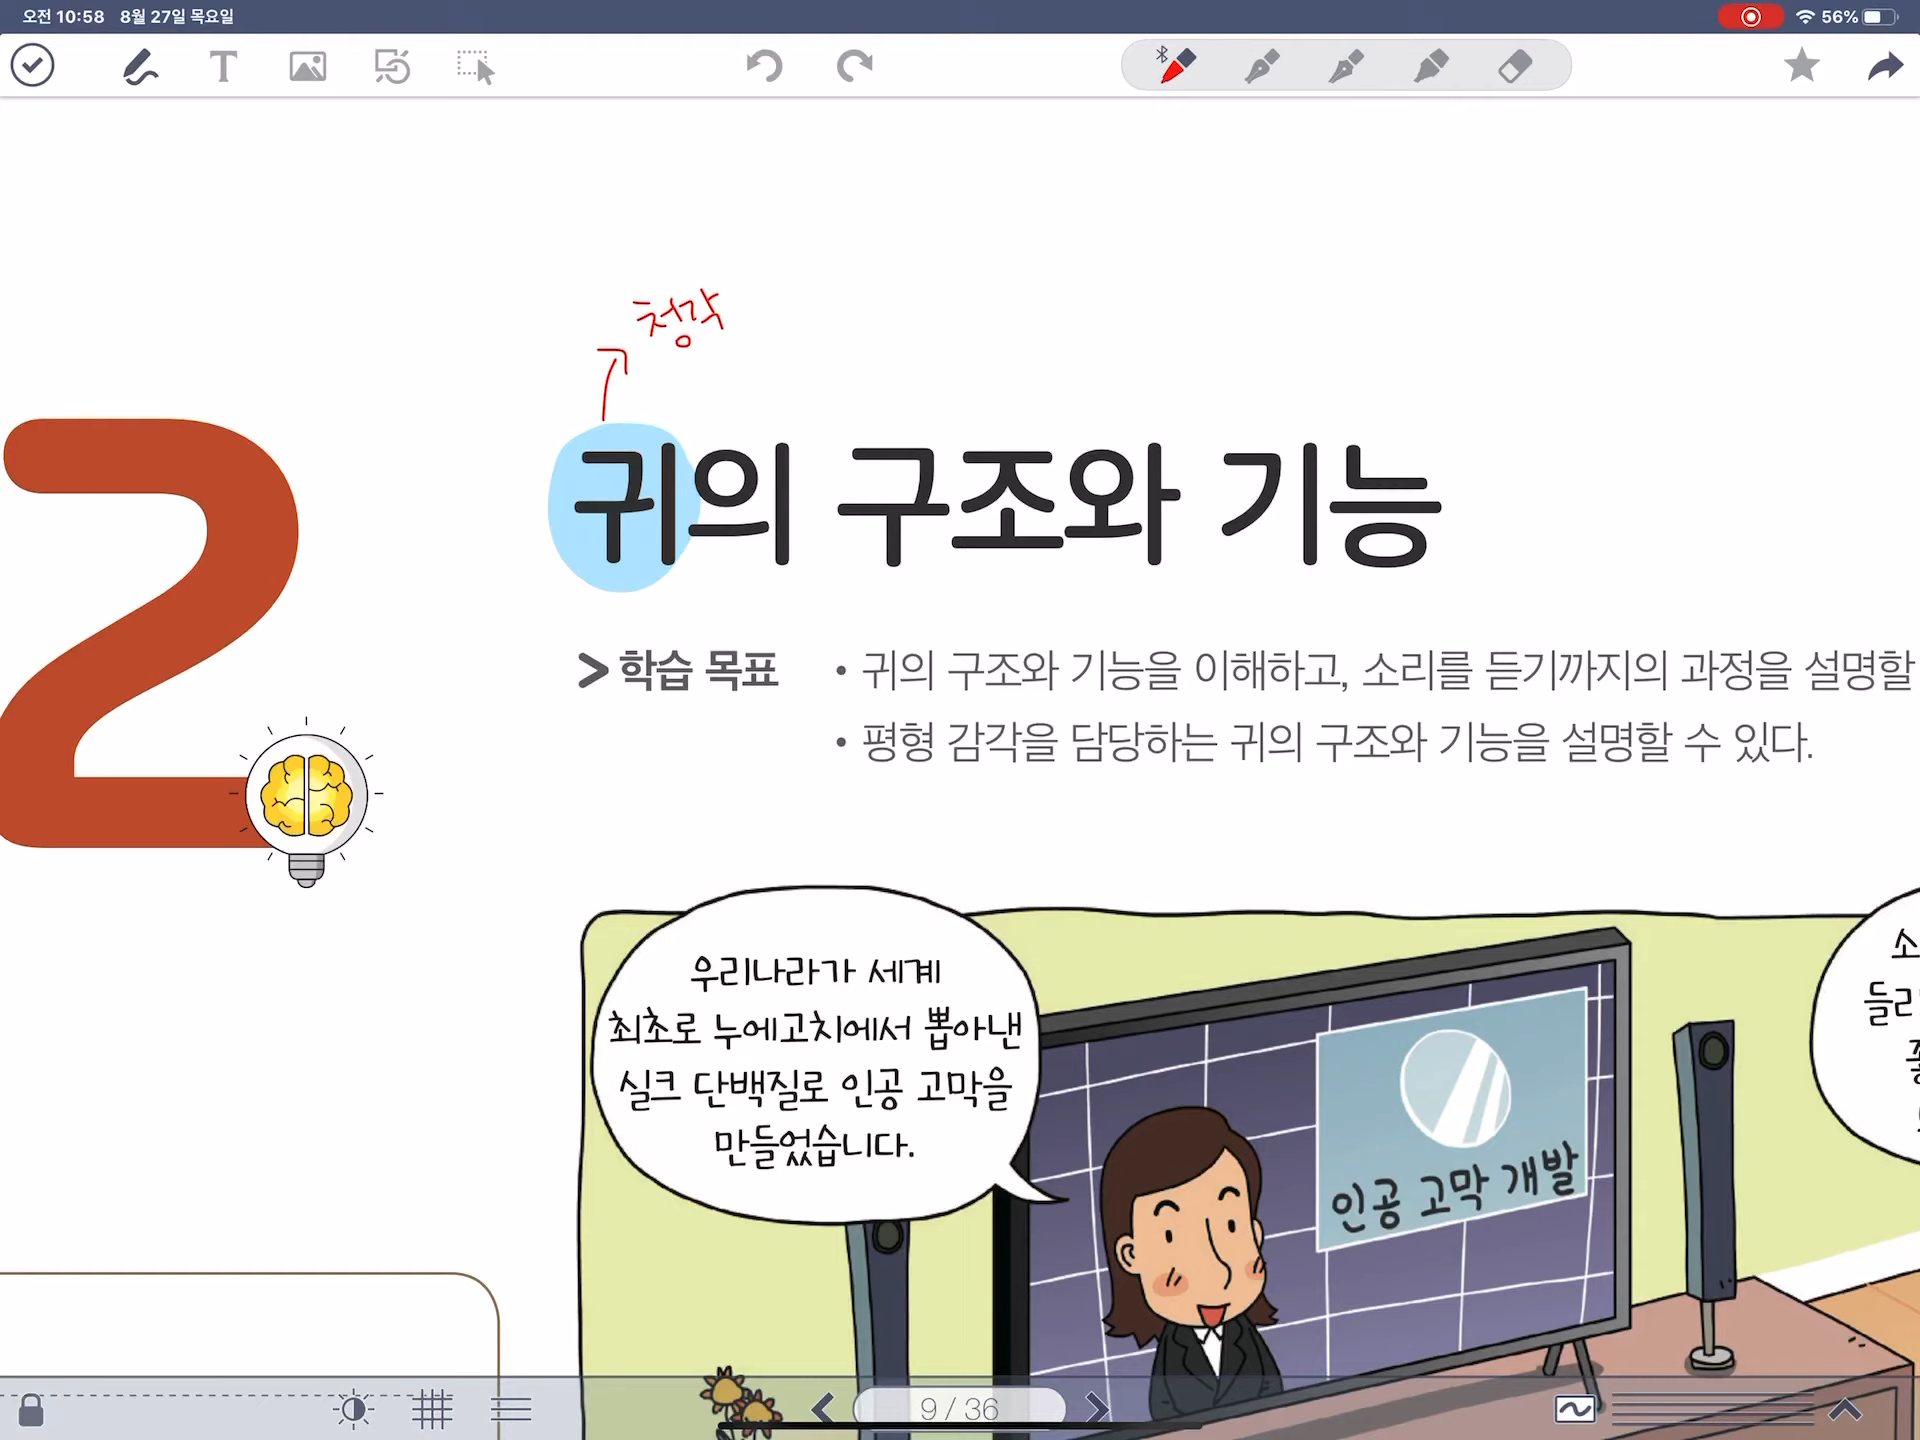 오전 10:58 8월 27일 목요일
56%
T
청각
2
귀의 구조와 기능
> 학습 목표
• 귀의 구조와 기능을 이해하고, 소리를 듣기까지의 과정을 설명할
• 평형 감각을 담당하는 귀의 구조와 기능을 설명할 수 있다.
우리나라가 세계
최초로 누에고치에서 뽑아낸
실크 단백질로 인공 고막을
만들었습니다.
인공 고막 개발
소
들리
9 / 36